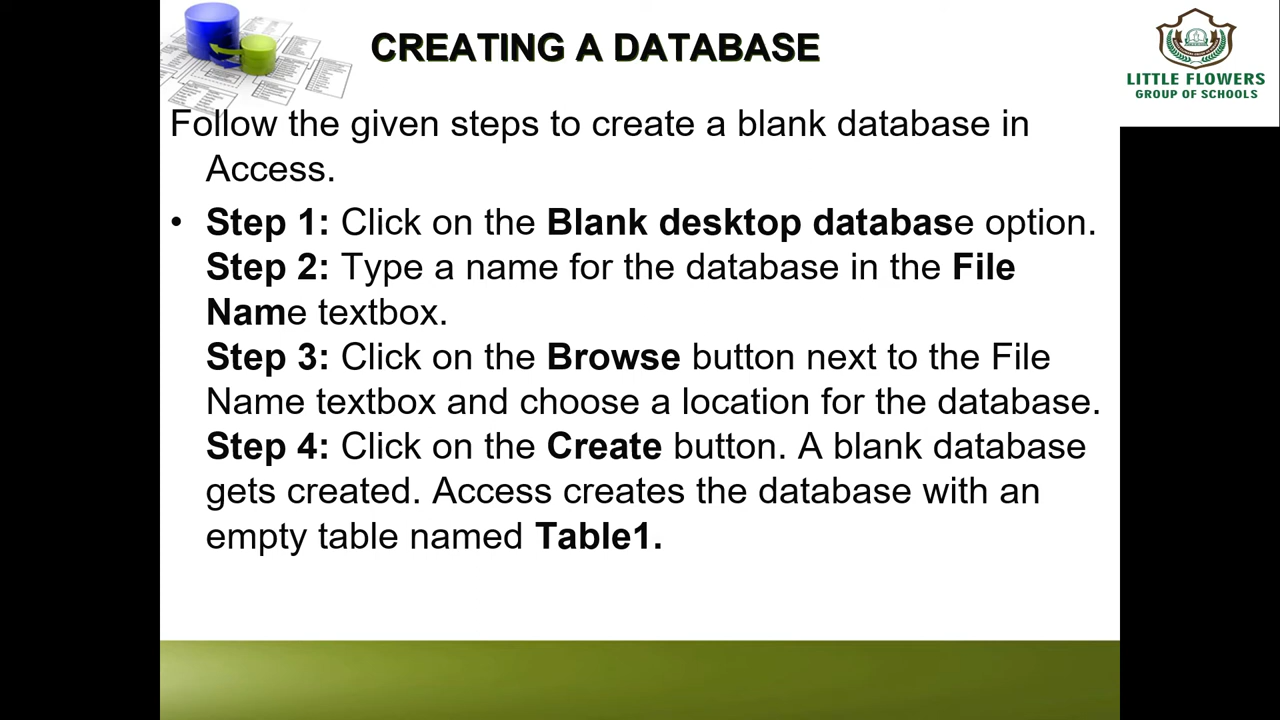 CREATING A DATABASE
LITTLE FLOWERS
GROUP OF SCHOOLS
Follow the given steps to create a blank database in
Access.
• Step 1: Click on the Blank desktop database option.
Step 2: Type a name for the database in the File
Name textbox.
Step 3: Click on the Browse button next to the File
Name textbox and choose a location for the database.
Step 4: Click on the Create button. A blank database
gets created. Access creates the database with an
empty table named Table1.